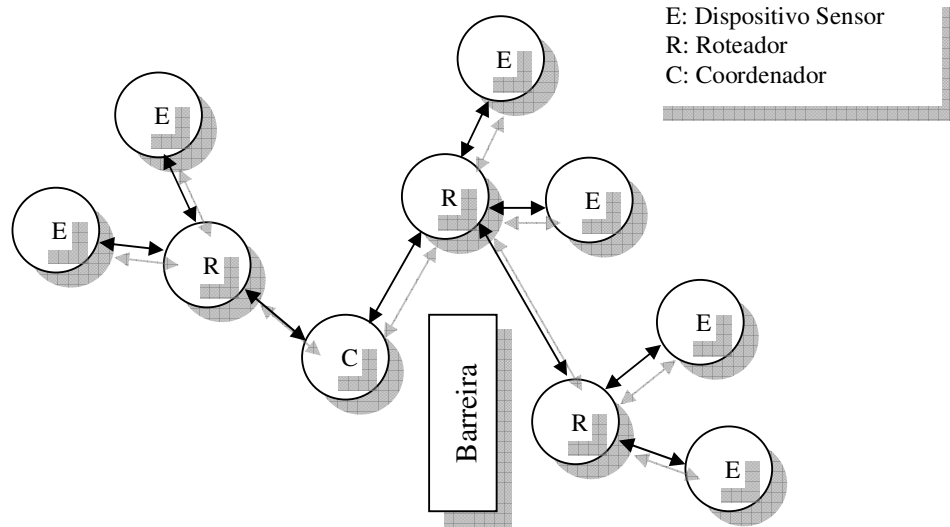 E: Dispositivo Sensor
R: Roteador
C: Coordenador
E
E
R
E
E
R
E
C
Barreira
E
R
E